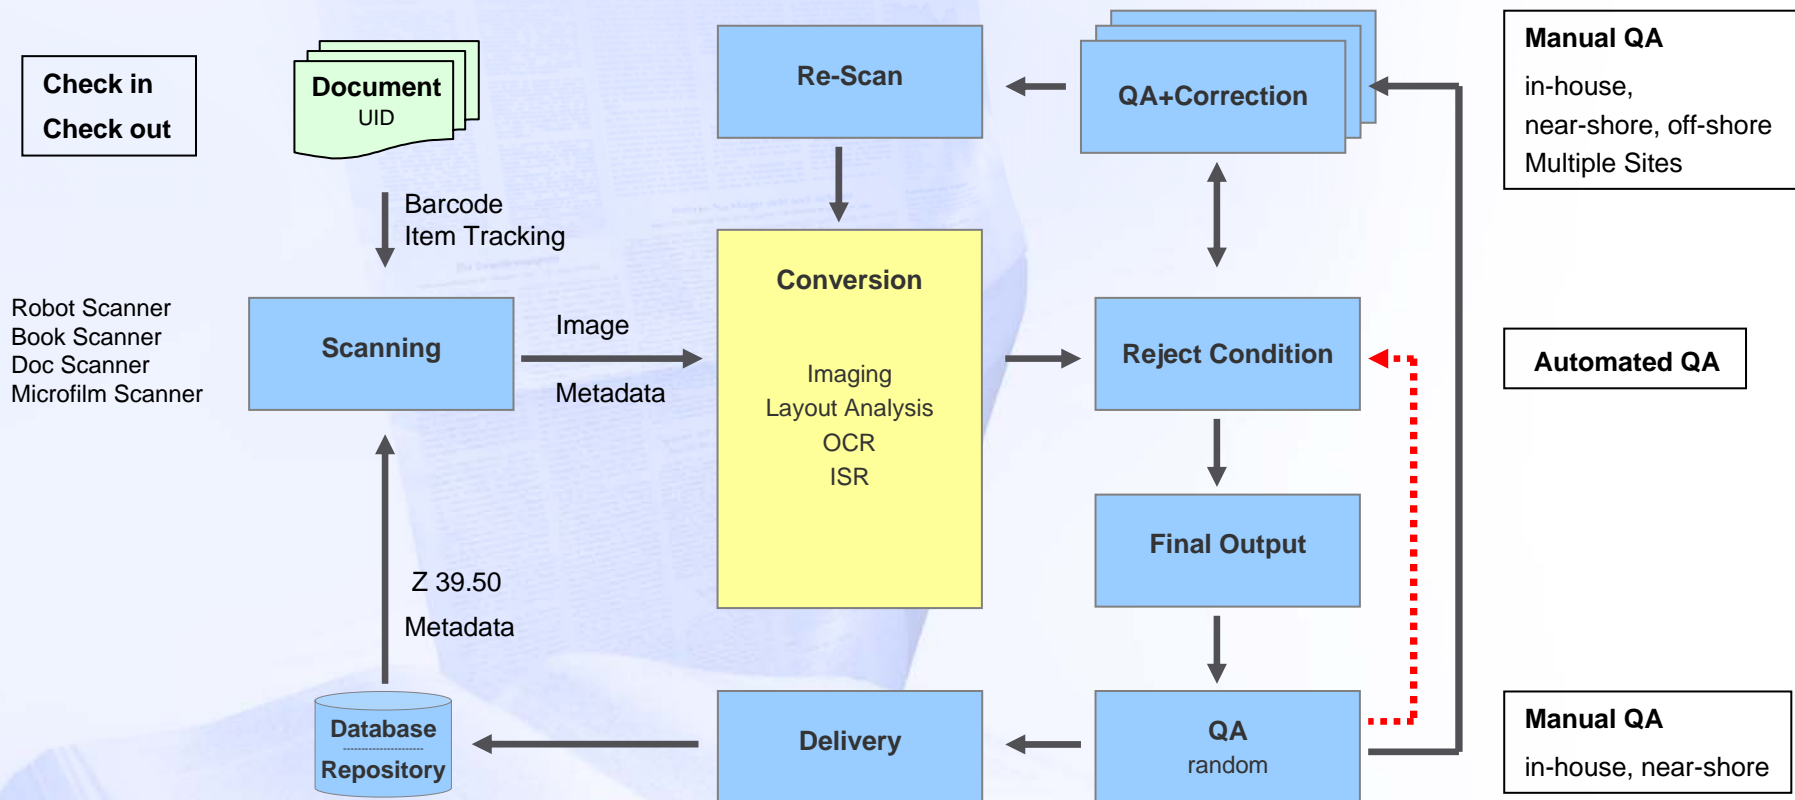 Check in
Check out
Document
UID
Re-Scan
QA+Correction
Manual QA
in-house,
near-shore, off-shore
Multiple Sites
Barcode
Item Tracking
Robot Scanner
Book Scanner
Doc Scanner
Microfilm Scanner
Scanning
Image
Metadata
Conversion
Imaging
Layout Analysis
OCR
ISR
Reject Condition
Automated QA
Final Output
Z 39.50
Metadata
Database
Repository
Delivery
QA
random
Manual QA
in-house, near-shore